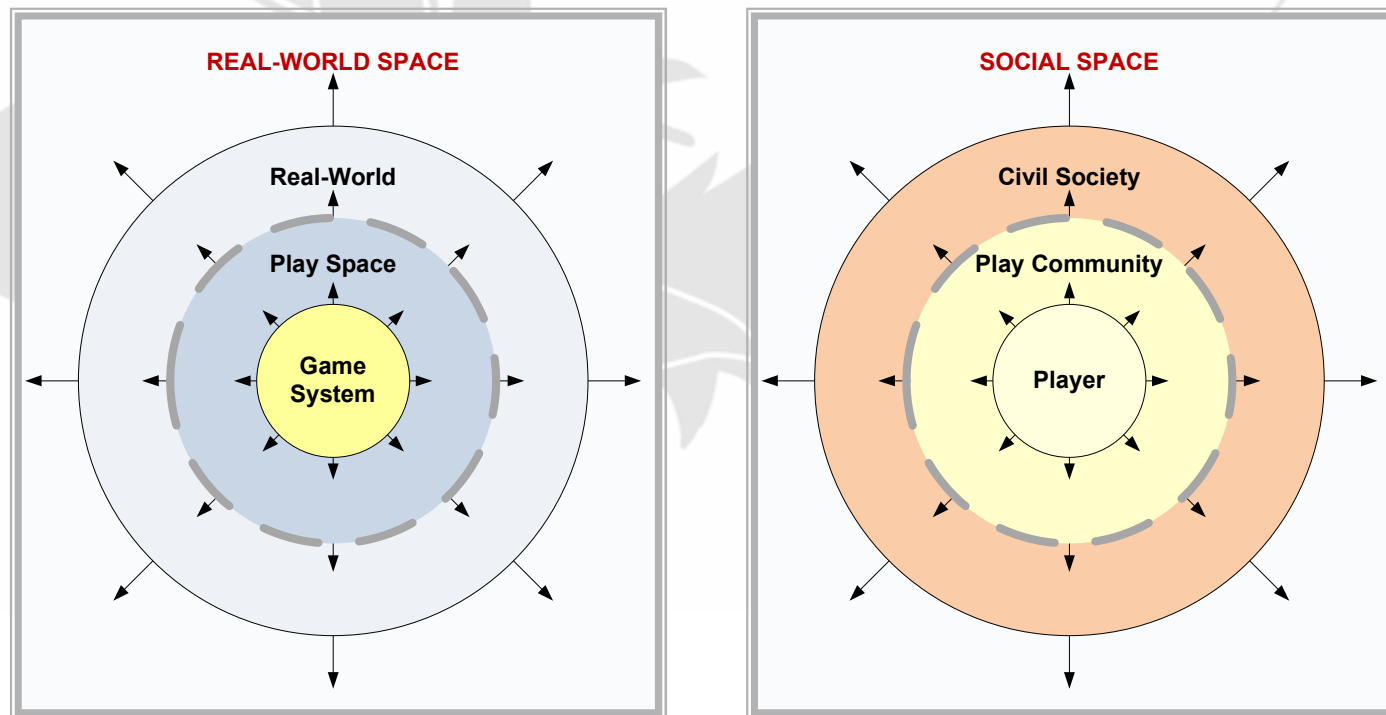 REAL-WORLD SPACE
Real-World
Play Space
Game
System
SOCIAL SPACE
Civil Society
Play Community
Player